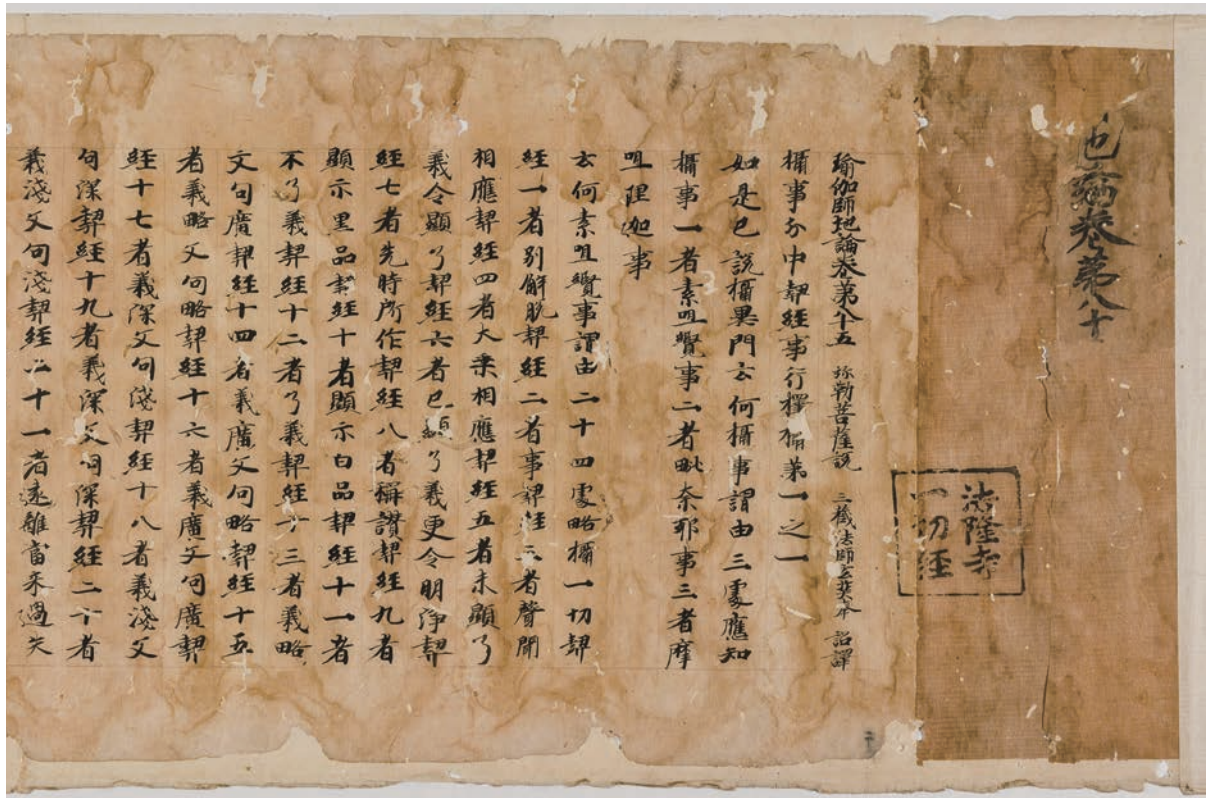 卷第八十
法隆寺
一切経
瑜伽師地論卷第八十五 弥勒菩薩説 三藏法師玄奘奉 詔譯
攝事分中契經事行擇攝第一之一
如是已說攝異門云何攝事謂由三處應知
攝事一者素呾纜事二者毗奈耶事三者摩
呾理迦事
云何素呾纜事謂由二十四處略攝一切契
經一者別解脫契經二者事契經三者聲聞
相應契經四者大乘相應契經五者未顯了
義令顯了契經六者已顯了義更令明淨契
經七者先時所作契經八者稱讚契經九者
顯示黑品契經十者顯示白品契經十一者
不了義契經十二者了義契經十三者義略
文句廣契經十四者義廣文句略契經十五
者義略文句略契經十六者義廣文句廣契
經十七者義深文句淺契經十八者義淺文
句深契經十九者義深文句深契經二十者
義淺文句淺契經二十一者遠離當來過失